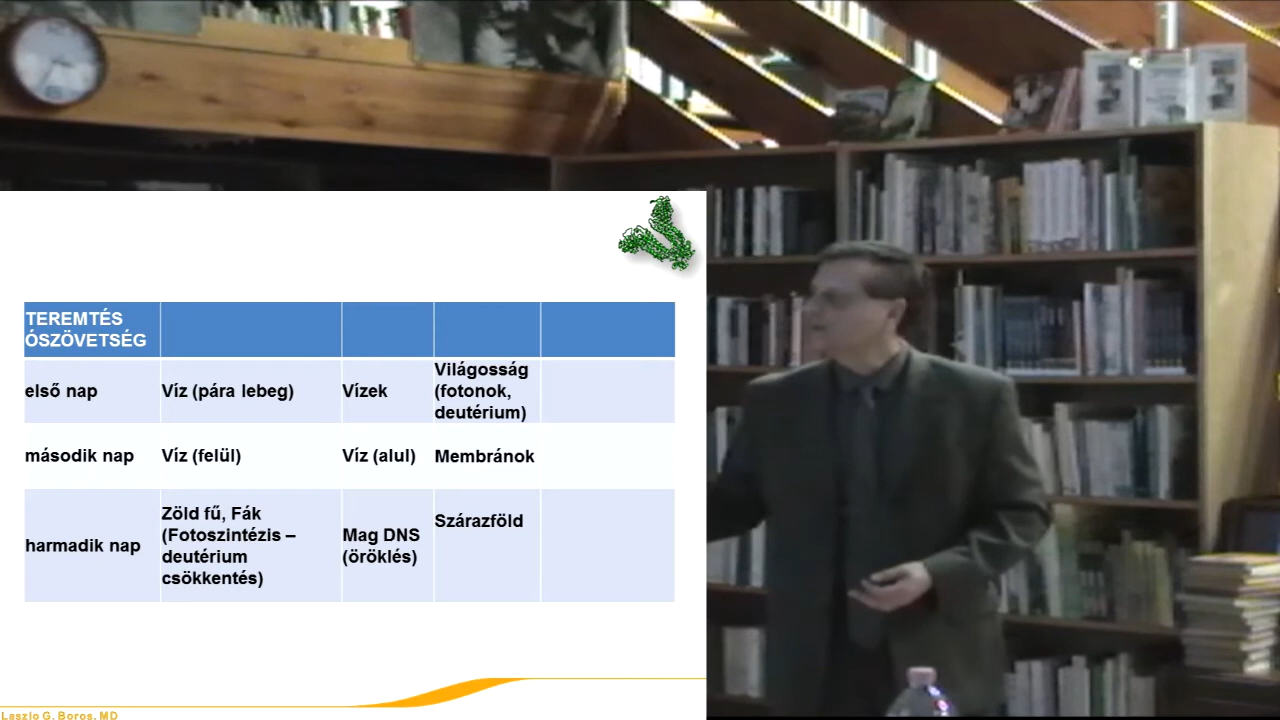 TEREMTÉS
ÓSZÖVETSÉG
első nap
Víz (pára lebeg)
Vízek
Világosság
(fotonok,
deutérium)
második nap
Víz (felül)
Víz (alul)
Membránok
harmadik nap
Zöld fű, Fák
(Fotoszintézis –
deutérium
csökkentés)
Mag DNS
(öröklés)
Szárazföld
Laszlo G. Boros, MD